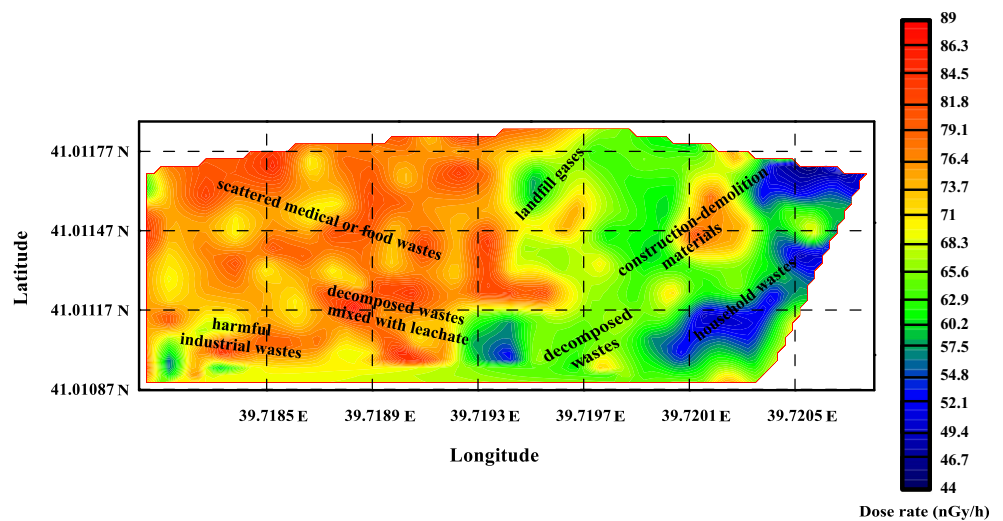 89
86.3
84.5
81.8
79.1
76.4
73.7
71
68.3
65.6
62.9
60.2
57.5
54.8
52.1
49.4
46.7
44
Dose rate (nGy/h)
Latitude
41.01177 N
41.01147 N
41.01117 N
41.01087 N
scattered medical or food wastes
landfill gases
construction-demolition
materials
household wastes
decomposed wastes
mixed with leachate
harmful
industrial wastes
decomposed
wastes
39.7185 E
39.7189 E
39.7193 E
39.7197 E
39.7201 E
39.7205 E
Longitude